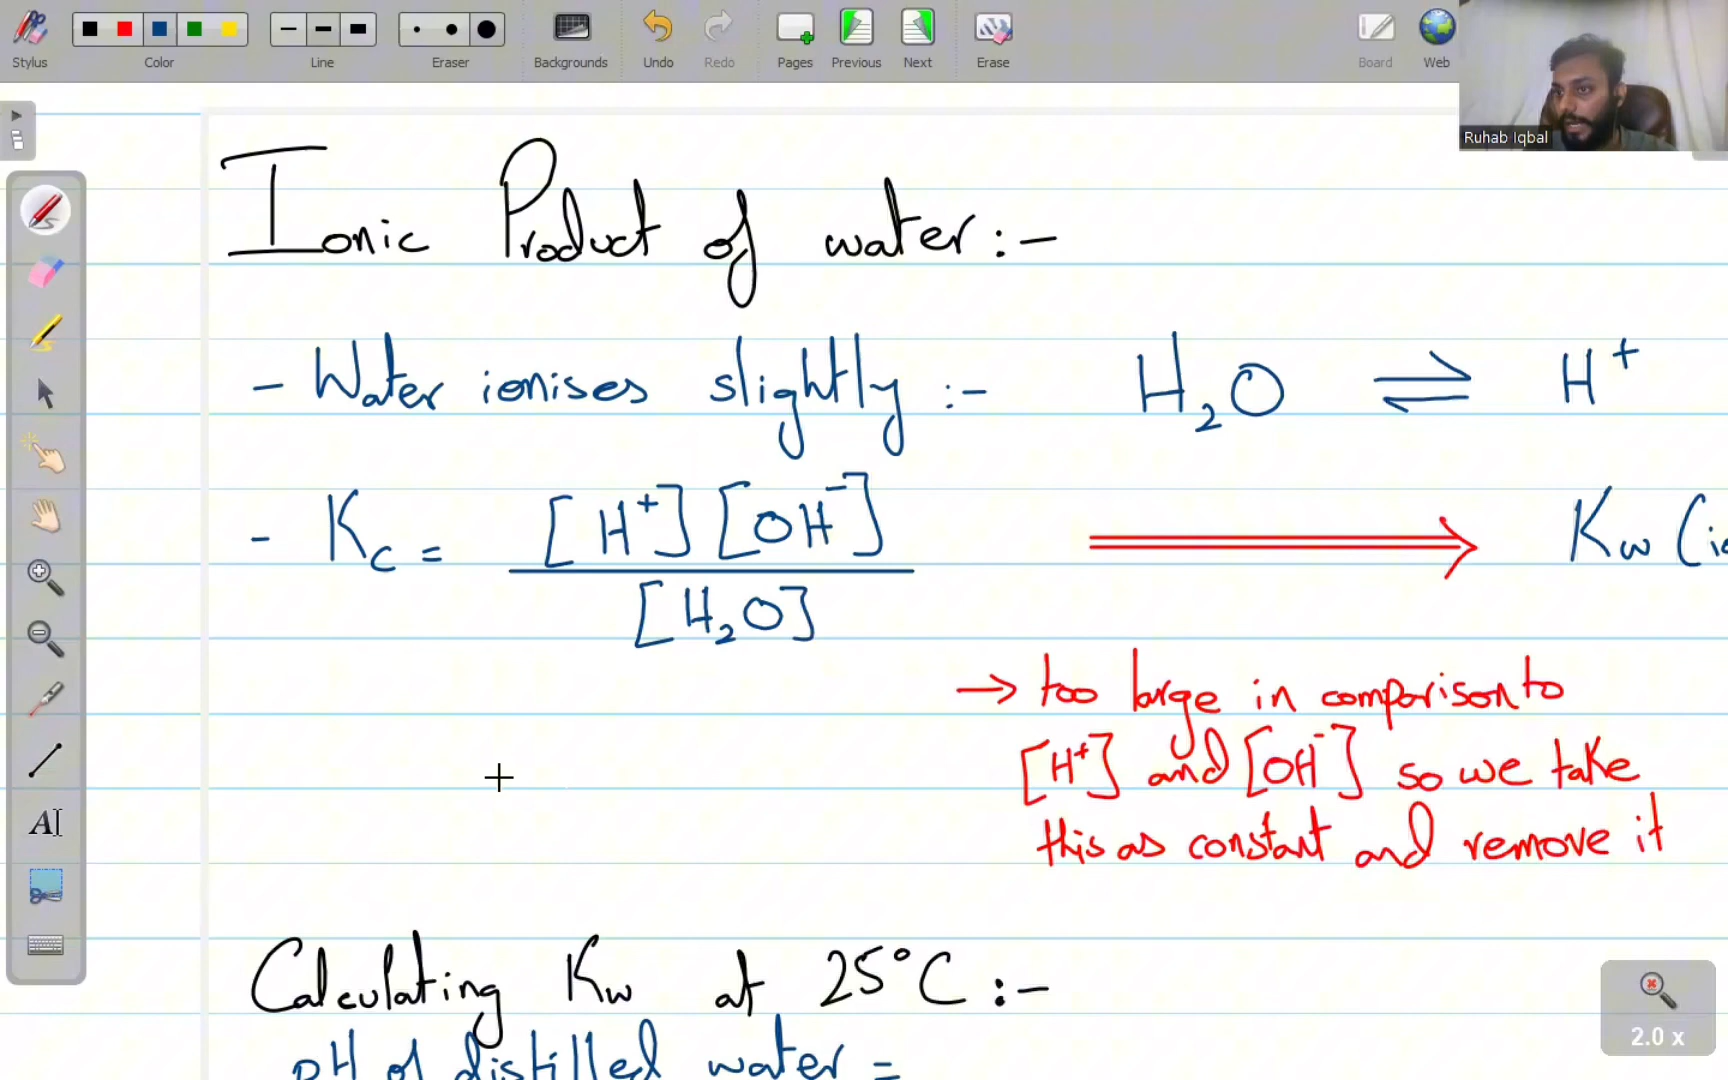 Stylus Color Line Eraser Backgrounds Undo Redo Pages Previous Next Erase Board Web
Ruhab Iqbal
Ionic Product of water:-
- Water ionises slightly :- H₂O ⇌ H⁺
- Kc = [H⁺][OH⁻] / [H₂O] ⟹ Kw (i
→ too large in comparison to
[H⁺] and [OH⁻] so we take
this as constant and remove it
Calculating Kw at 25°C :-
pH of distilled water =
2.0 x